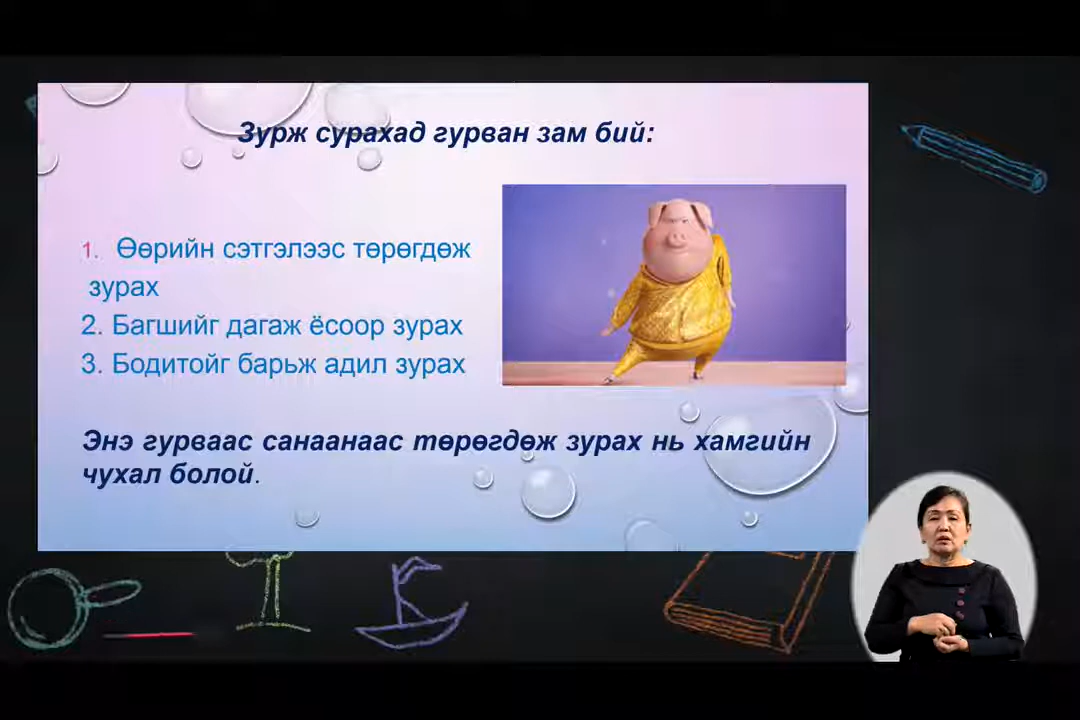 Зурж сурахад гурван зам бий:
1. Өөрийн сэтгэлээс төрөгдөж
зурах
2. Багшийг дагаж ёсоор зурах
3. Бодитойг барьж адил зурах
Энэ гурваас санаанаас төрөгдөж зурах нь хамгийн
чухал болой.